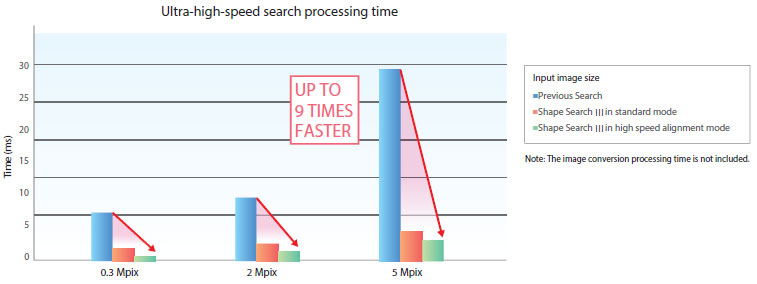 Ultra-high-speed search processing time
30
25
20
15
10
5
0
Time (ms)
UP TO
9 TIMES
FASTER
0.3 Mpix
2 Mpix
5 Mpix
Input image size
Previous Search
Shape Search III in standard mode
Shape Search III in high speed alignment mode
Note: The image conversion processing time is not included.